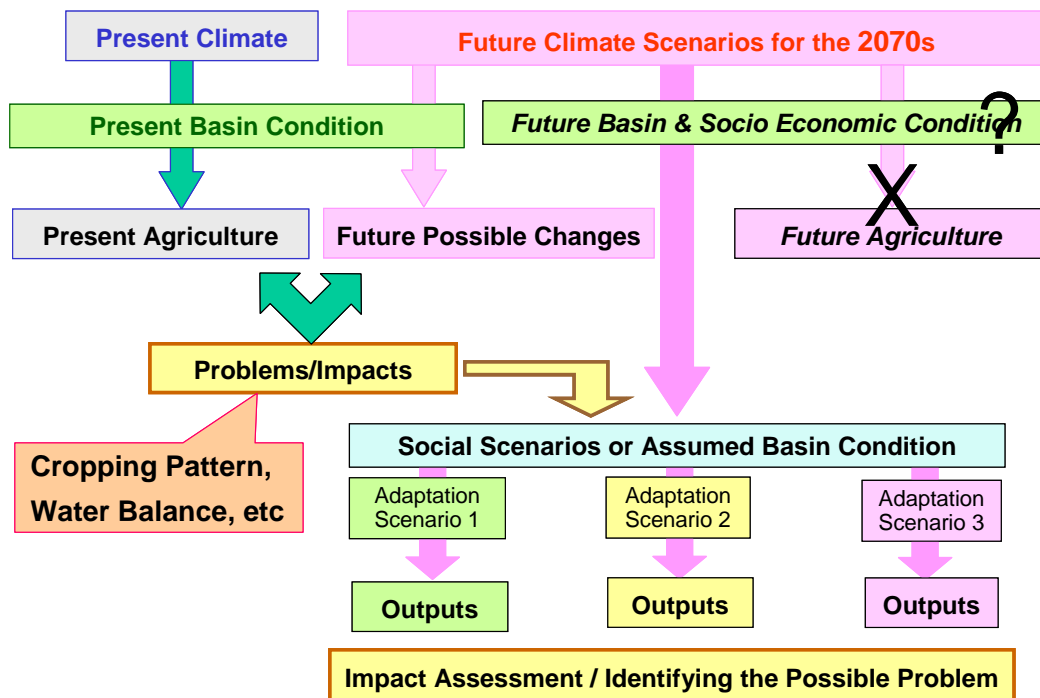 Present Climate
Future Climate Scenarios for the 2070s
Present Basin Condition
Future Basin & Socio Economic Condition
?
X
Present Agriculture
Future Possible Changes
Future Agriculture
Problems/Impacts
Cropping Pattern,
Water Balance, etc
Social Scenarios or Assumed Basin Condition
Adaptation
Scenario 1
Adaptation
Scenario 2
Adaptation
Scenario 3
Outputs
Outputs
Outputs
Impact Assessment / Identifying the Possible Problem